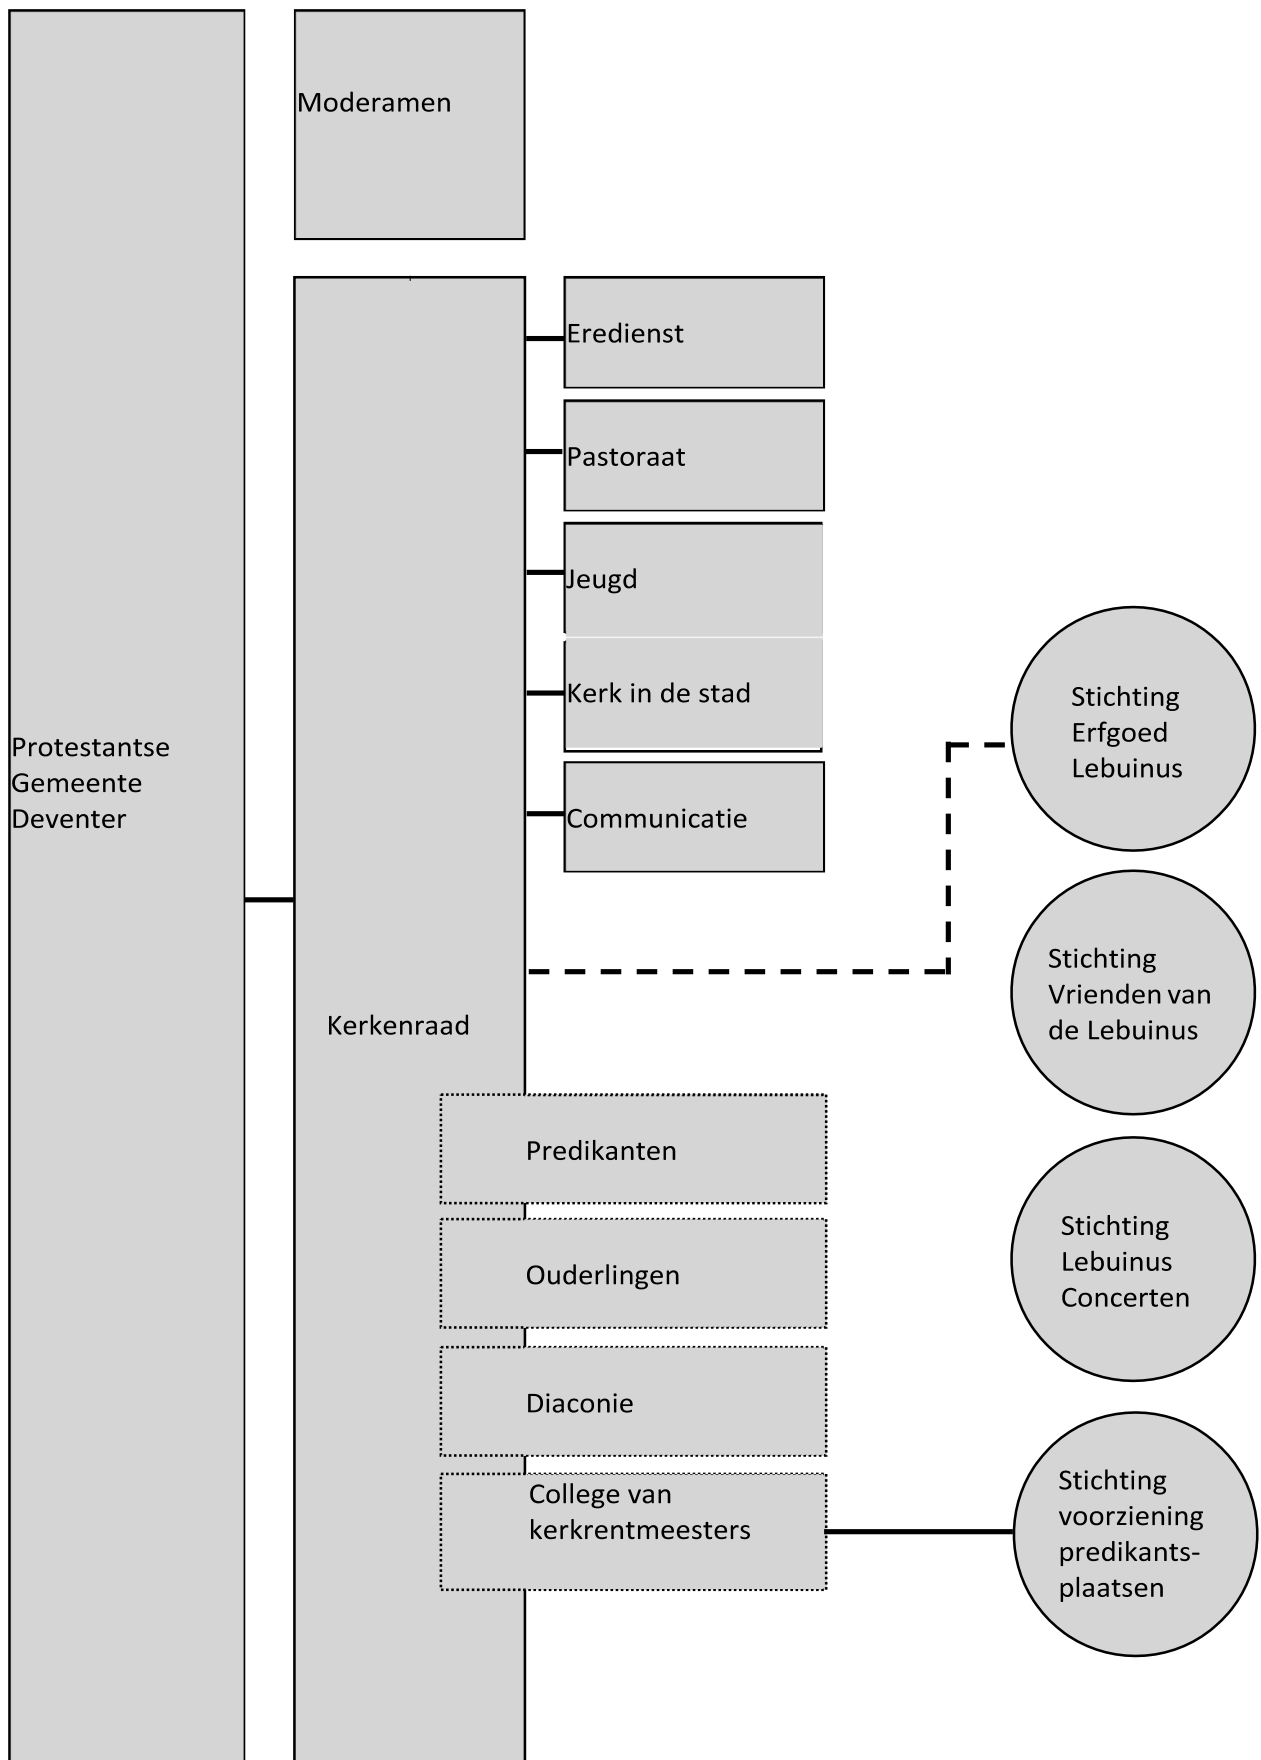 Moderamen
Protestantse
Gemeente
Deventer
Kerkenraad
Eredienst
Pastoraat
Jeugd
Kerk in de stad
Communicatie
Predikanten
Ouderlingen
Diaconie
College van
kerkrentmeesters
Stichting
Erfgoed
Lebuinus
Stichting
Vrienden van
de Lebuinus
Stichting
Lebuinus
Concerten
Stichting
voorziening
predikants-
plaatsen